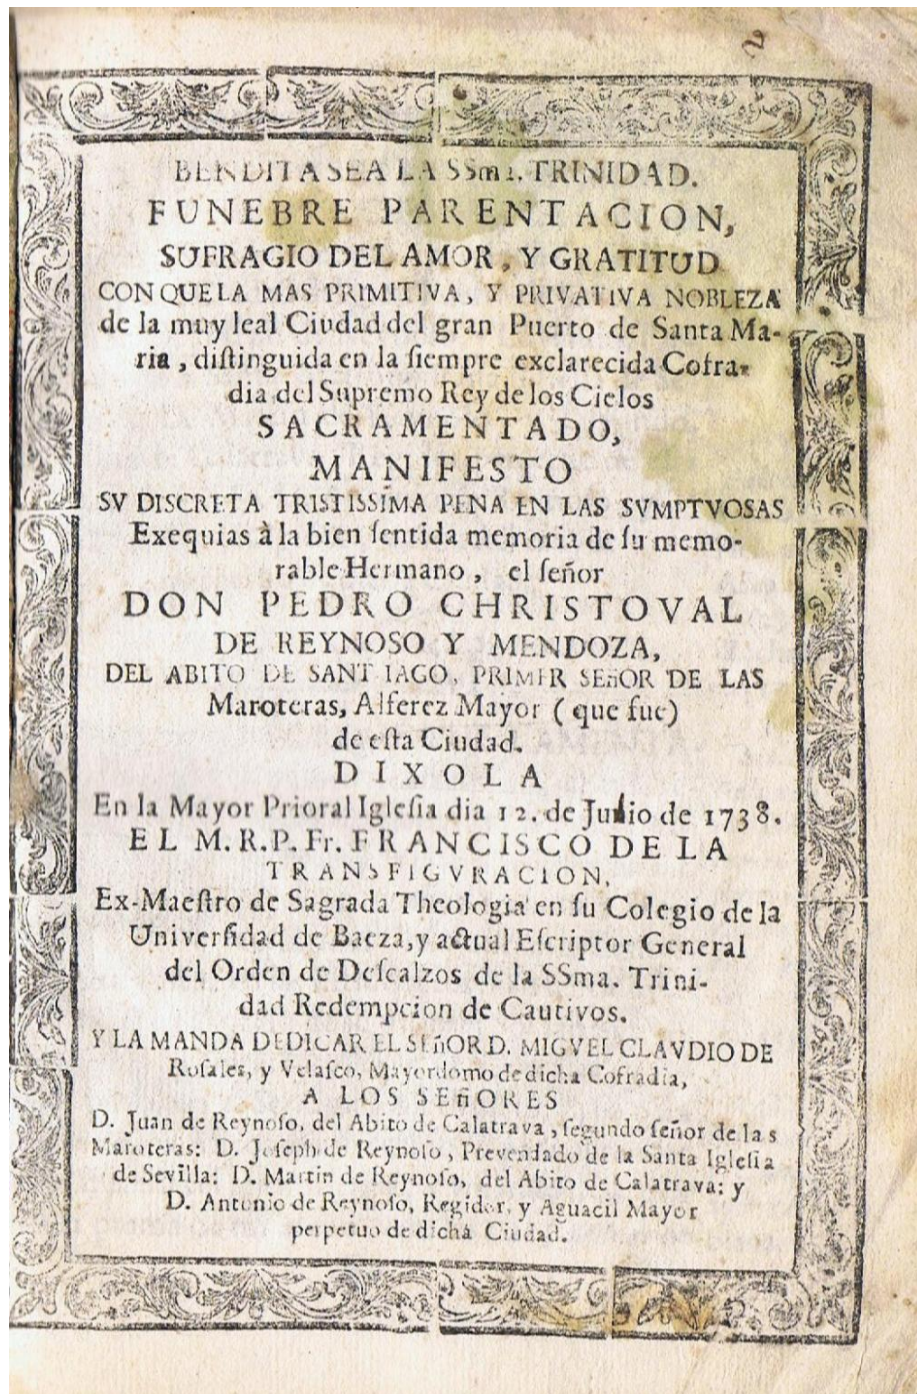 2
BENDITA SEA LA SSma. TRINIDAD.
FUNEBRE PARENTACION,
SUFRAGIO DEL AMOR, Y GRATITUD
CON QUE LA MAS PRIMITIVA, Y PRIVATIVA NOBLEZA
de la muy leal Ciudad del gran Puerto de Santa Ma-
ria, distinguida en la siempre exclarecida Cofra-
dia del Supremo Rey de los Cielos
SACRAMENTADO,
MANIFESTO
SV DISCRETA TRISTISSIMA PENA EN LAS SVMPTVOSAS
Exequias à la bien sentida memoria de su memo-
rable Hermano, el señor
DON PEDRO CHRISTOVAL
DE REYNOSO Y MENDOZA,
DEL ABITO DE SANTIAGO, PRIMER SEñOR DE LAS
Maroteras, Alferez Mayor (que fue)
de esta Ciudad.
DIXOLA
En la Mayor Prioral Iglesia dia 12. de Junio de 1738.
EL M.R.P. Fr. FRANCISCO DE LA
TRANSFIGVRACION,
Ex-Maestro de Sagrada Theologia en su Colegio de la
Universidad de Baeza, y actual Escriptor General
del Orden de Descalzos de la SSma. Trini-
dad Redempcion de Cautivos.
Y LA MANDA DEDICAR EL SEñOR D. MIGVEL CLAVDIO DE
Rosales, y Velasco, Mayordomo de dicha Cofradia,
A LOS SEñORES
D. Juan de Reynoso, del Abito de Calatrava, segundo señor de las
Maroteras: D. Joseph de Reynoso, Prevendado de la Santa Iglesia
de Sevilla: D. Martin de Reynoso, del Abito de Calatrava: y
D. Antonio de Reynoso, Regidor, y Aguacil Mayor
perpetuo de dicha Ciudad.